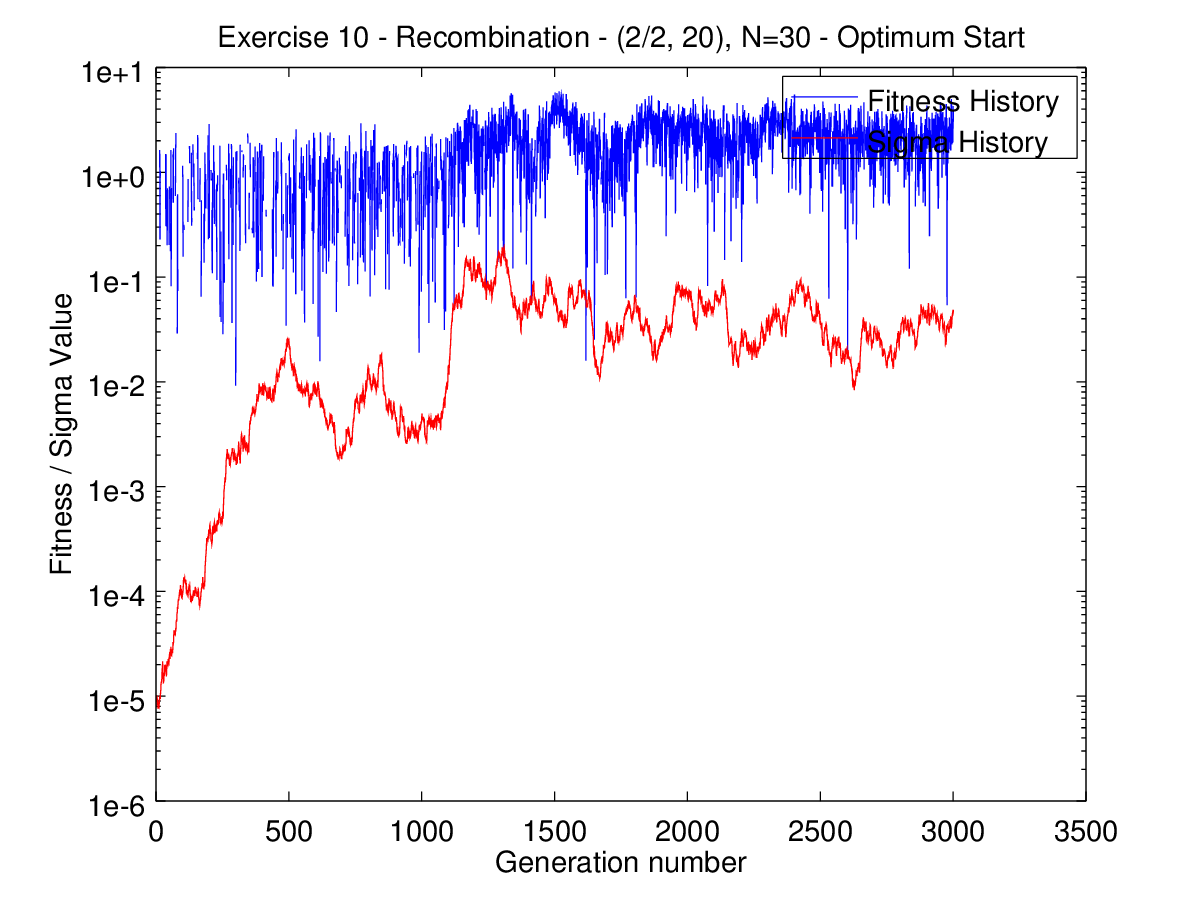 Exercise 10 - Recombination - (2/2, 20), N=30 - Optimum Start
1e+1
1e+0
1e-1
1e-2
1e-3
1e-4
1e-5
1e-6
Fitness / Sigma Value
Fitness History
Sigma History
0 500 1000 1500 2000 2500 3000 3500
Generation number